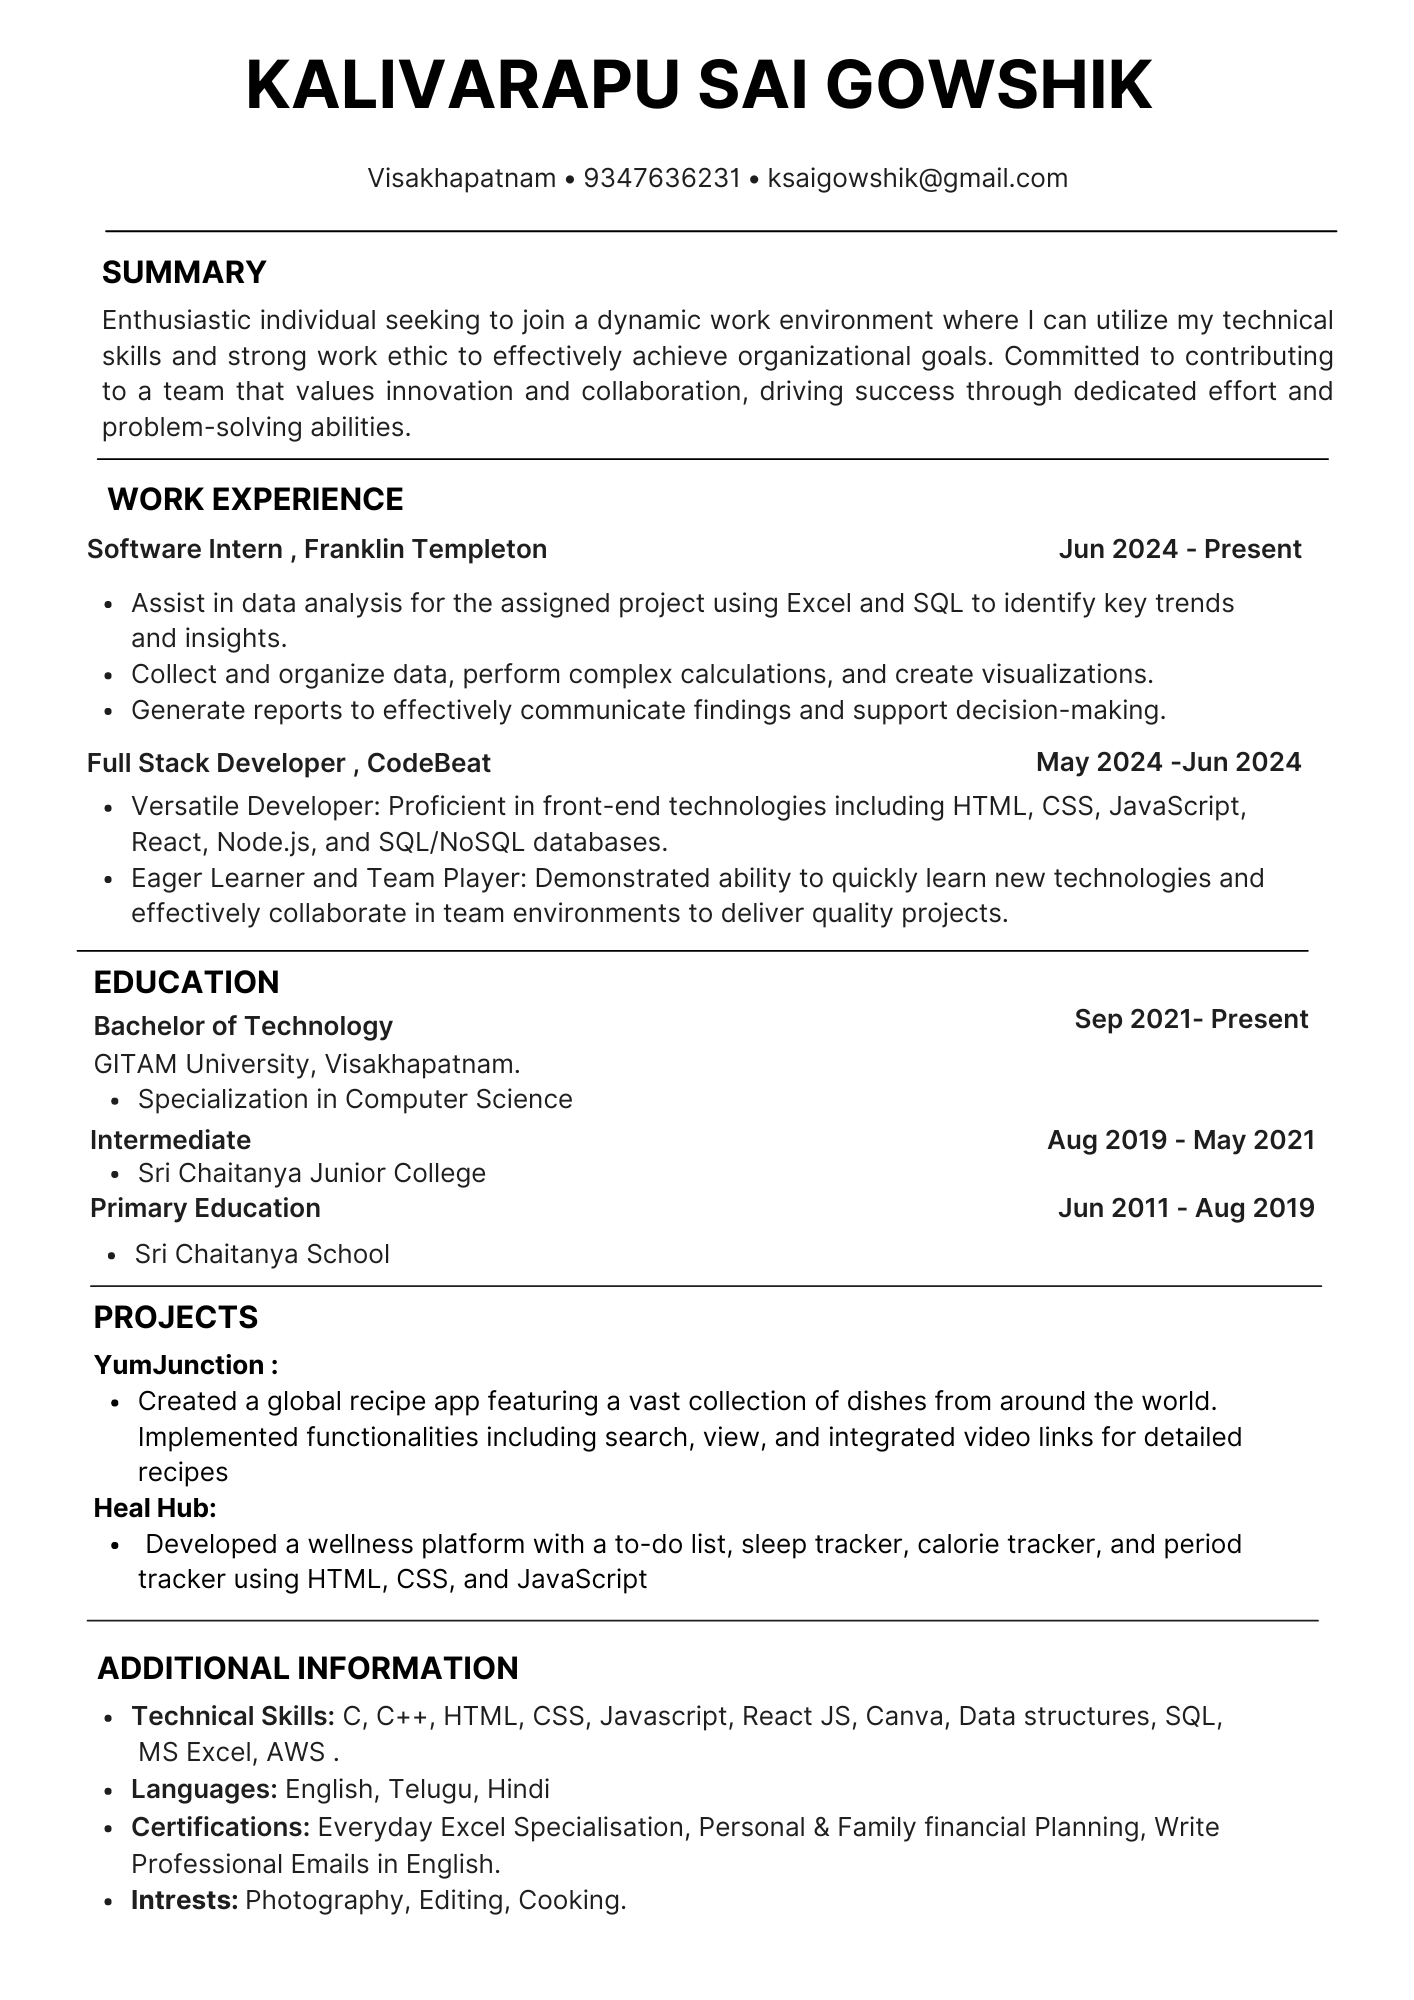 KALIVARAPU SAI GOWSHIK
Visakhapatnam • 9347636231 • ksaigowshik@gmail.com
SUMMARY
Enthusiastic individual seeking to join a dynamic work environment where I can utilize my technical
skills and strong work ethic to effectively achieve organizational goals. Committed to contributing
to a team that values innovation and collaboration, driving success through dedicated effort and
problem-solving abilities.
WORK EXPERIENCE
Software Intern , Franklin Templeton Jun 2024 - Present
• Assist in data analysis for the assigned project using Excel and SQL to identify key trends
and insights.
• Collect and organize data, perform complex calculations, and create visualizations.
• Generate reports to effectively communicate findings and support decision-making.
Full Stack Developer , CodeBeat May 2024 -Jun 2024
• Versatile Developer: Proficient in front-end technologies including HTML, CSS, JavaScript,
React, Node.js, and SQL/NoSQL databases.
• Eager Learner and Team Player: Demonstrated ability to quickly learn new technologies and
effectively collaborate in team environments to deliver quality projects.
EDUCATION
Bachelor of Technology Sep 2021- Present
GITAM University, Visakhapatnam.
• Specialization in Computer Science
Intermediate Aug 2019 - May 2021
• Sri Chaitanya Junior College
Primary Education Jun 2011 - Aug 2019
• Sri Chaitanya School
PROJECTS
YumJunction :
• Created a global recipe app featuring a vast collection of dishes from around the world.
Implemented functionalities including search, view, and integrated video links for detailed
recipes
Heal Hub:
• Developed a wellness platform with a to-do list, sleep tracker, calorie tracker, and period
tracker using HTML, CSS, and JavaScript
ADDITIONAL INFORMATION
• Technical Skills: C, C++, HTML, CSS, Javascript, React JS, Canva, Data structures, SQL,
MS Excel, AWS .
• Languages: English, Telugu, Hindi
• Certifications: Everyday Excel Specialisation, Personal & Family financial Planning, Write
Professional Emails in English.
• Intrests: Photography, Editing, Cooking.